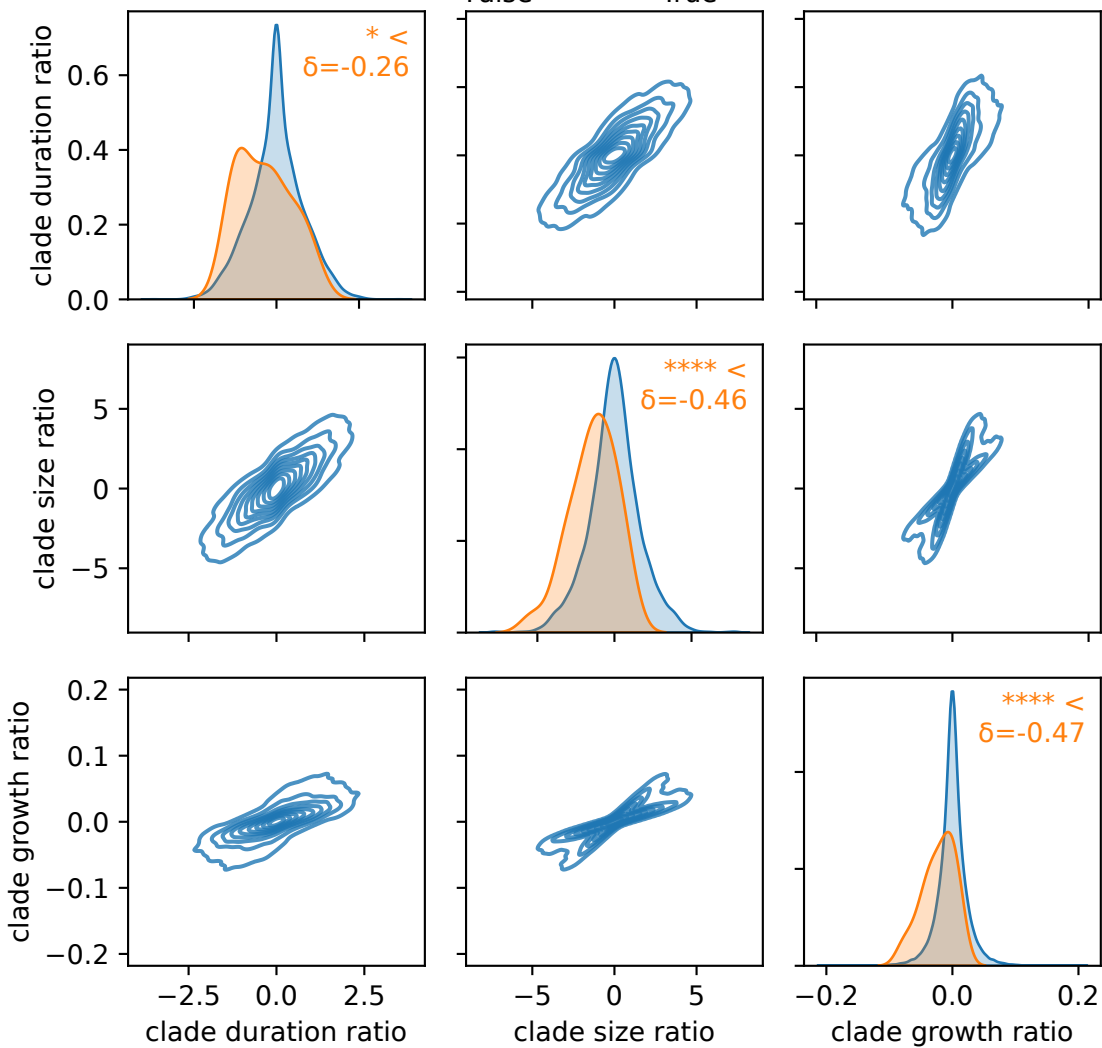 clade duration ratio
0.6
0.4
0.2
0.0
* <
δ=-0.26
clade size ratio
5
0
−5
**** <
δ=-0.46
clade growth ratio
0.2
0.1
0.0
−0.1
−0.2
**** <
δ=-0.47
−2.5 0.0 2.5
clade duration ratio
−5 0 5
clade size ratio
−0.2 0.0 0.2
clade growth ratio